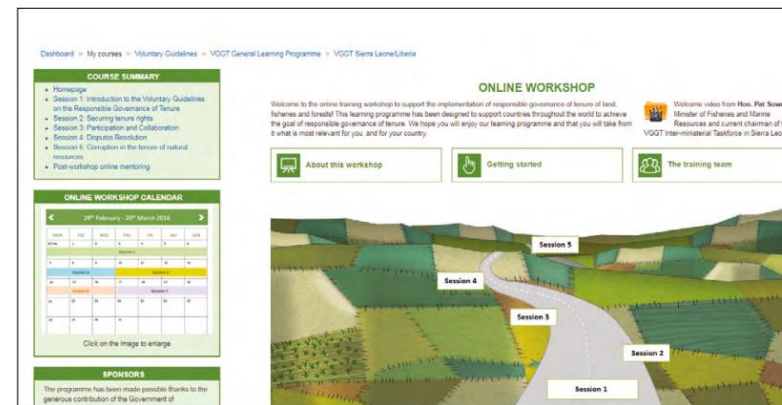 Dashboard » My courses » Voluntary Guidelines » VGGT General Learning Programme » VGGT Sierra Leone/Liberia
COURSE SUMMARY
Homepage
Session 1: Introduction to the Voluntary Guidelines
on the Responsible Governance of Tenure
Session 2: Securing tenure rights
Session 3: Participation and Collaboration
Session 4: Disputes Resolution
Session 5: Corruption in the tenure of natural
resources
Post-workshop online mentoring
ONLINE WORKSHOP CALENDAR
29th February - 20th March 2016
MON TUE WED THU FRI SAT SUN
Click on the image to enlarge
SPONSORS
The programme has been made possible thanks to the
generous contribution of the Government of
ONLINE WORKSHOP
Welcome to the online training workshop to support the implementation of responsible governance of tenure of land,
fisheries and forests! This learning programme has been designed to support countries throughout the world to achieve
the goal of responsible governance of tenure. We hope you will enjoy our learning programme and that you will take from
it what is most relevant for you, and for your country.
Welcome video from Hon. Pat Sow
Minister of Fisheries and Marine
Resources and current chairman of
VGGT Inter-ministerial Taskforce in Sierra Leo
About this workshop
Getting started
The training team
Session 5
Session 4
Session 3
Session 2
Session 1